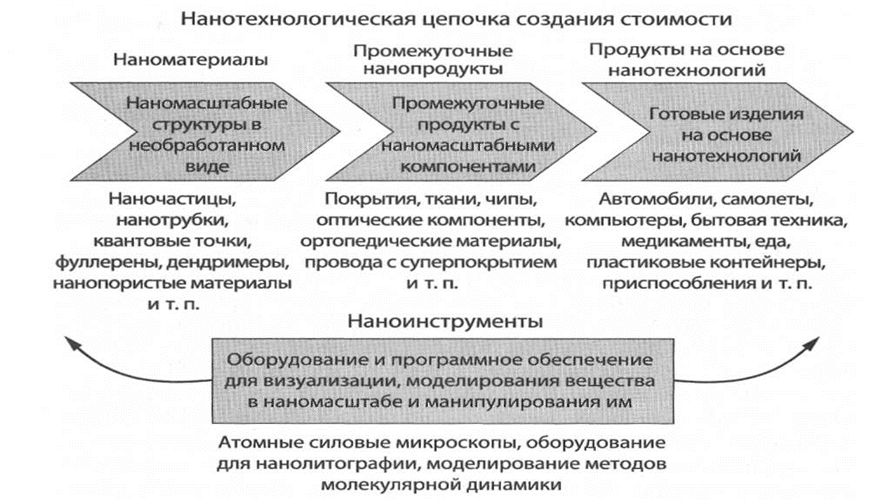 Нанотехнологическая цепочка создания стоимости
Наноматериалы
Наномасштабные
структуры в
необработанном
виде
Наночастицы,
нанотрубки,
квантовые точки,
фуллерены, дендримеры,
нанопористые материалы
и т. п.
Промежуточные
нанопродукты
Промежуточные
продукты с
наномасштабными
компонентами
Покрытия, ткани, чипы,
оптические компоненты,
ортопедические материалы,
провода с суперпокрытием
и т. п.
Продукты на основе
нанотехнологий
Готовые изделия
на основе
нанотехнологий
Автомобили, самолеты,
компьютеры, бытовая техника,
медикаменты, еда,
пластиковые контейнеры,
приспособления и т. п.
Наноинструменты
Оборудование и программное обеспечение
для визуализации, моделирования вещества
в наномасштабе и манипулирования им
Атомные силовые микроскопы, оборудование
для нанолитографии, моделирование методов
молекулярной динамики